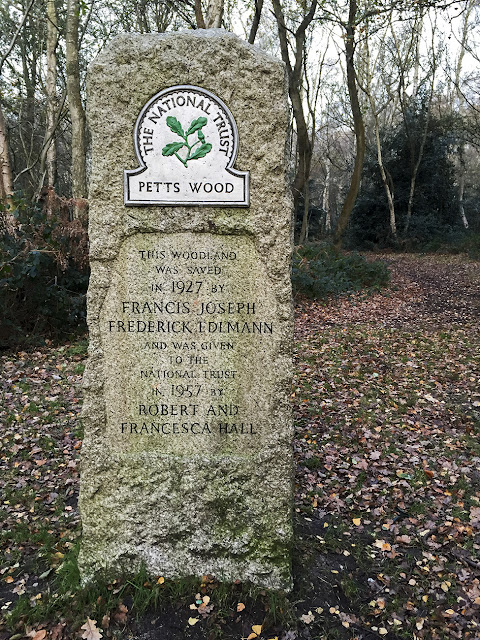 THE NATIONAL TRUST
PETTS WOOD
THIS WOODLAND
WAS SAVED
IN 1927 BY
FRANCIS JOSEPH
FREDERICK EDLMANN
AND WAS GIVEN
TO THE
NATIONAL TRUST
IN 1957 BY
ROBERT AND
FRANCESCA HALL